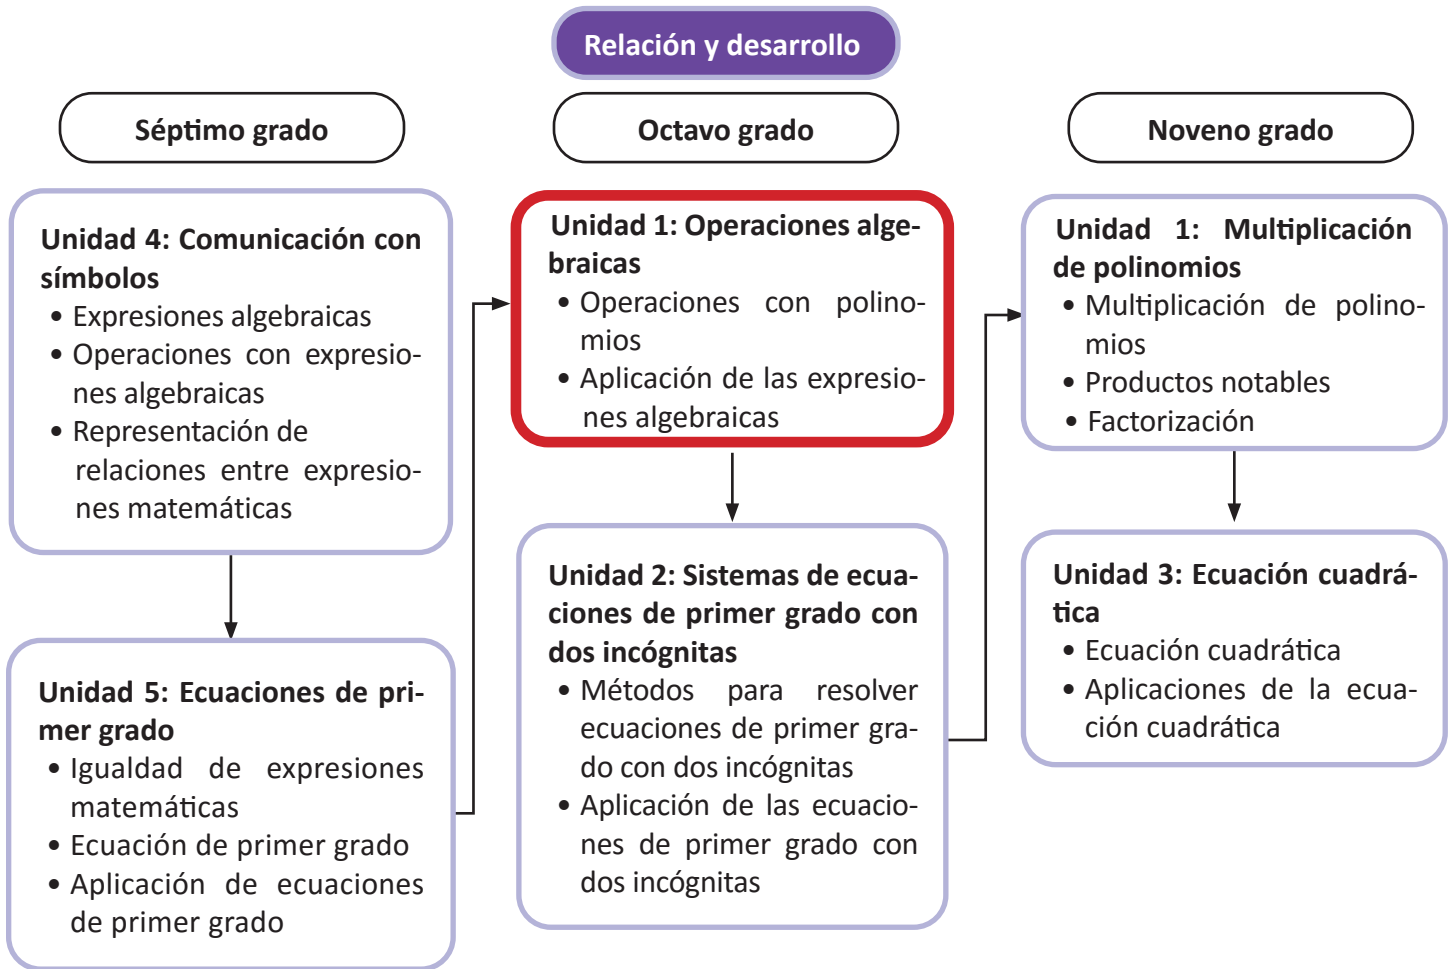 Relación y desarrollo
Séptimo grado
Unidad 4: Comunicación con
símbolos
• Expresiones algebraicas
• Operaciones con expresio-
nes algebraicas
• Representación de
relaciones entre expresio-
nes matemáticas
Unidad 5: Ecuaciones de pri-
mer grado
• Igualdad de expresiones
matemáticas
• Ecuación de primer grado
• Aplicación de ecuaciones
de primer grado
Octavo grado
Unidad 1: Operaciones alge-
braicas
• Operaciones con polino-
mios
• Aplicación de las expresio-
nes algebraicas
Unidad 2: Sistemas de ecua-
ciones de primer grado con
dos incógnitas
• Métodos para resolver
ecuaciones de primer gra-
do con dos incógnitas
• Aplicación de las ecuacio-
nes de primer grado con
dos incógnitas
Noveno grado
Unidad 1: Multiplicación
de polinomios
• Multiplicación de polino-
mios
• Productos notables
• Factorización
Unidad 3: Ecuación cuadrá-
tica
• Ecuación cuadrática
• Aplicaciones de la ecua-
ción cuadrática